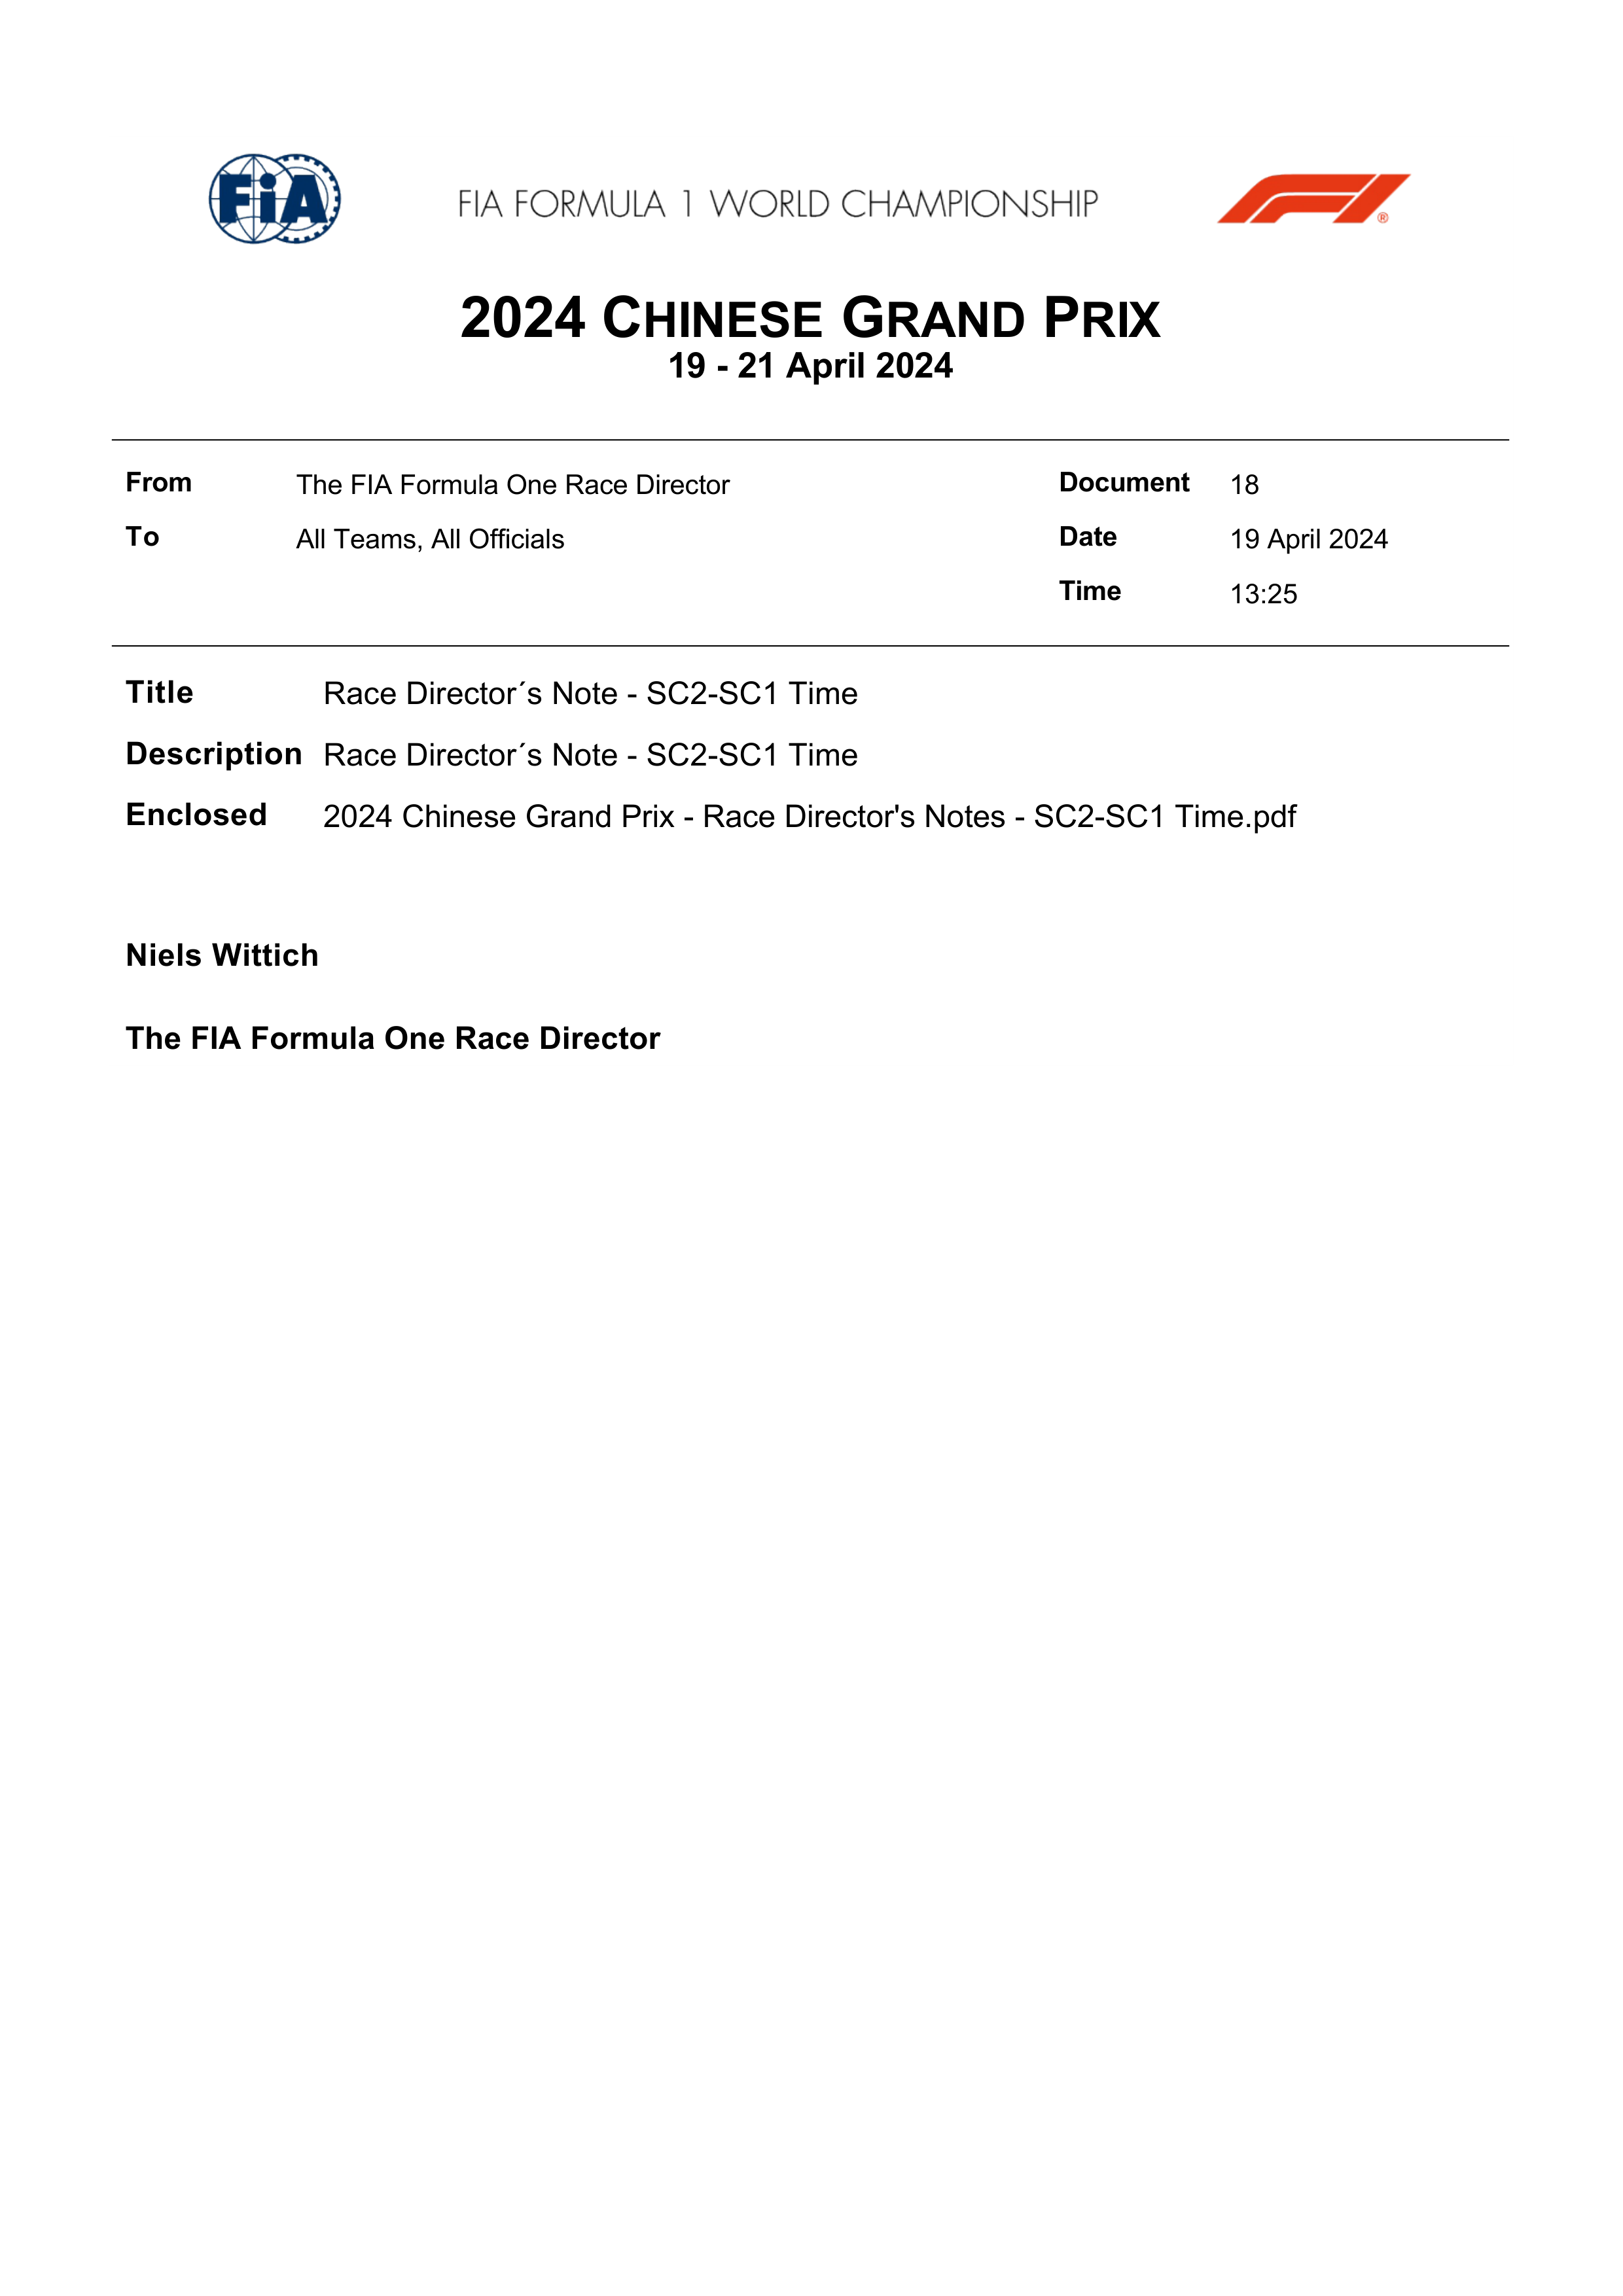 FiA
FIA FORMULA 1 WORLD CHAMPIONSHIP
F1®
2024 CHINESE GRAND PRIX
19 - 21 April 2024
From The FIA Formula One Race Director Document 18
To All Teams, All Officials Date 19 April 2024
Time 13:25
Title Race Director´s Note - SC2-SC1 Time
Description Race Director´s Note - SC2-SC1 Time
Enclosed 2024 Chinese Grand Prix - Race Director's Notes - SC2-SC1 Time.pdf
Niels Wittich
The FIA Formula One Race Director